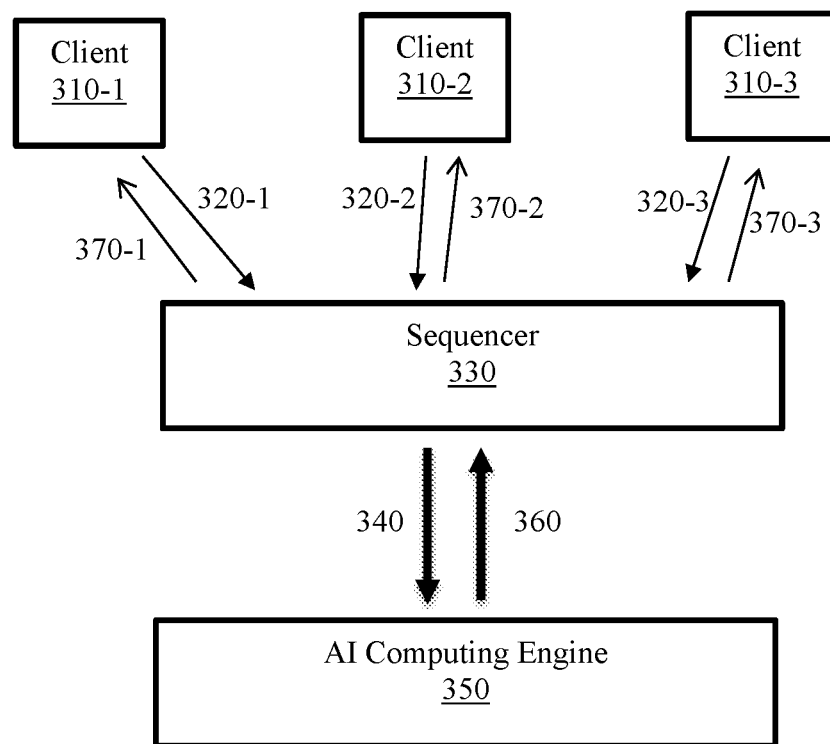 Client
310-1
Client
310-2
Client
310-3
320-1
370-1
320-2
370-2
320-3
370-3
Sequencer
330
340
360
AI Computing Engine
350